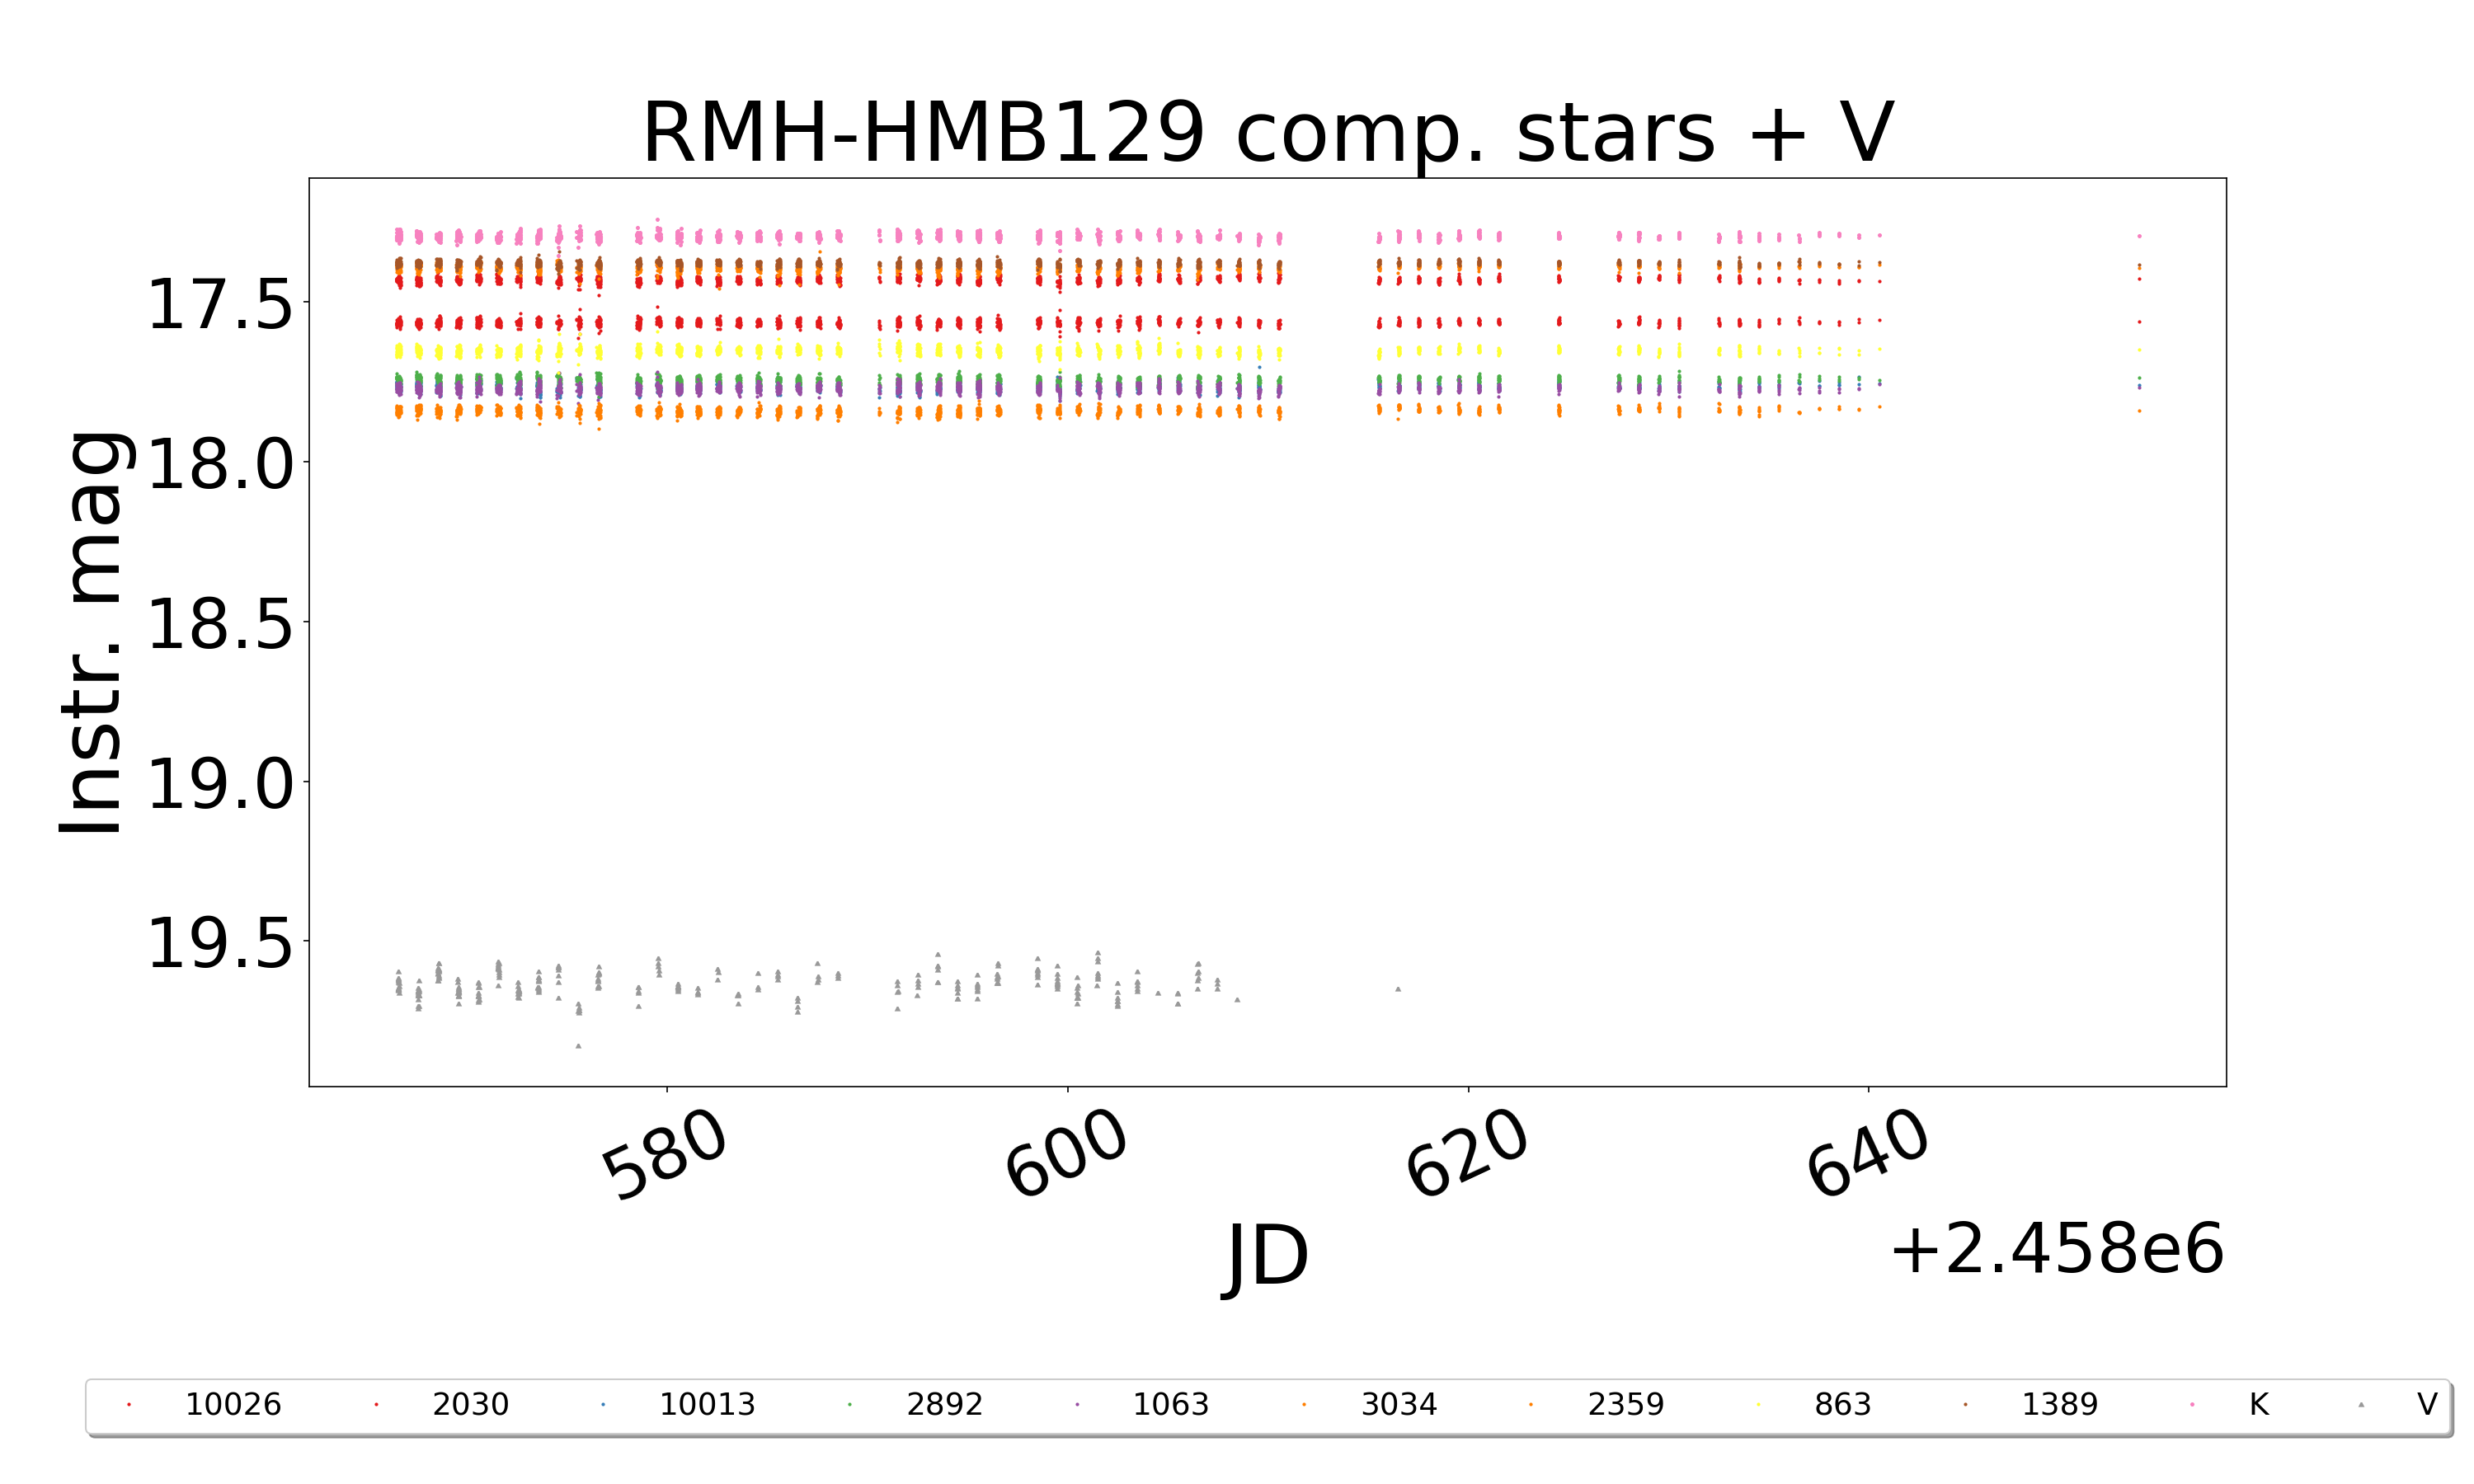 RMH-HMB129 comp. stars + V
Instr. mag
17.5
18.0
18.5
19.0
19.5
580
600
620
640
JD
+2.458e6
10026 2030 10013 2892 1063 3034 2359 863 1389 K V